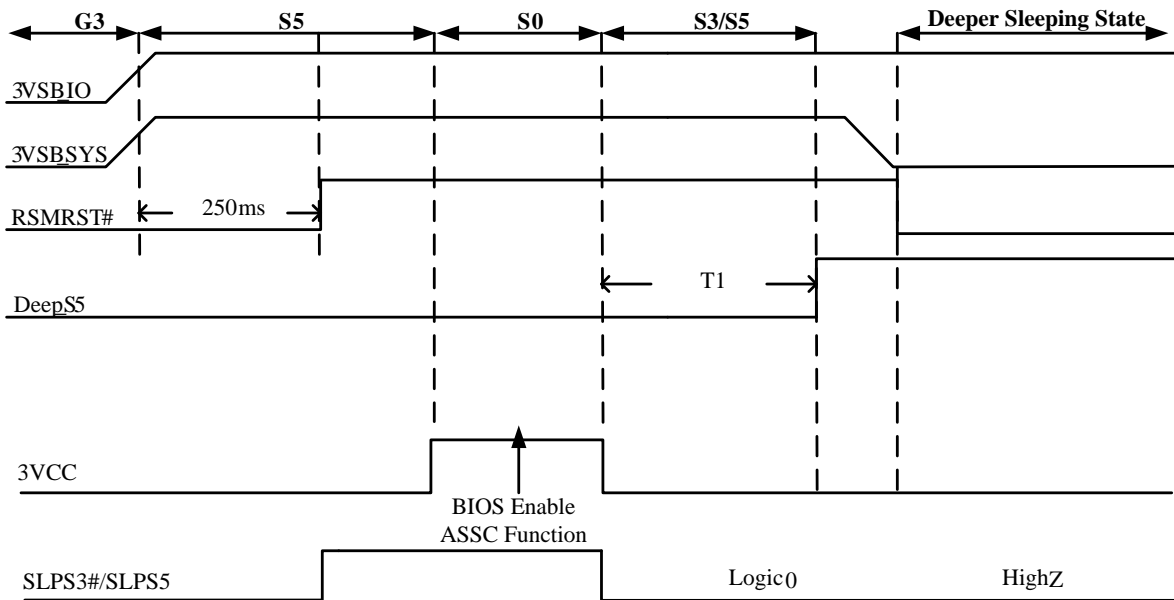 G3 S5 S0 S3/S5 Deeper Sleeping State
3VSBIO
3VSBSYS
250ms
RSMRST#
T1
DeepS5
3VCC
BIOS Enable
ASSC Function
SLPS3#/SLPS5 Logic0 HighZ